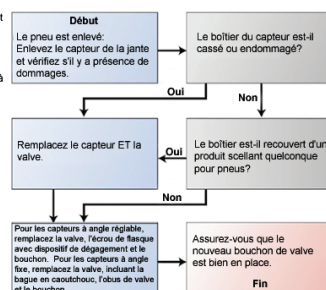 Début
Le pneu est enlevé:
Enlevez le capteur de la jante
et vérifiez s'il y a présence de
dommages.
Le boîtier du capteur est-il
cassé ou endommagé?
à
Oui
Non
Remplacez le capteur ET la
valve.
Oui
Le boîtier est-il recouvert d'un
produit scellant quelconque
pour pneus?
Non
Pour les capteurs à angle réglable,
remplacez la valve, l'écrou de flasque
avec dispositif de dégagement et le
bouchon. Pour les capteurs à angle
fixe, remplacez la valve, incluant la
bague en caoutchouc, l'obus de valve
et le bouchon.
Assurez-vous que le
nouveau bouchon de valve
est bien en place.
Fin